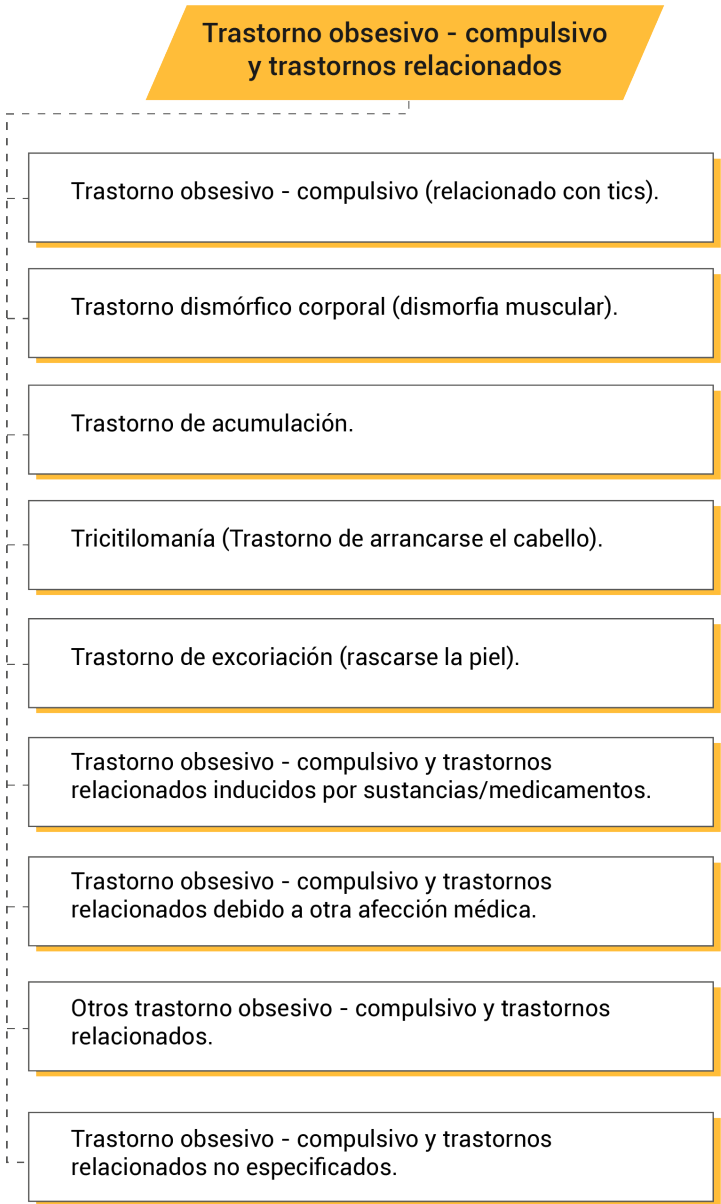 Trastorno obsesivo - compulsivo
y trastornos relacionados
Trastorno obsesivo - compulsivo (relacionado con tics).
Trastorno dismórfico corporal (dismorfia muscular).
Trastorno de acumulación.
Tricitilomanía (Trastorno de arrancarse el cabello).
Trastorno de excoriación (rascarse la piel).
Trastorno obsesivo - compulsivo y trastornos
relacionados inducidos por sustancias/medicamentos.
Trastorno obsesivo - compulsivo y trastornos
relacionados debido a otra afección médica.
Otros trastorno obsesivo - compulsivo y trastornos
relacionados.
Trastorno obsesivo - compulsivo y trastornos
relacionados no especificados.